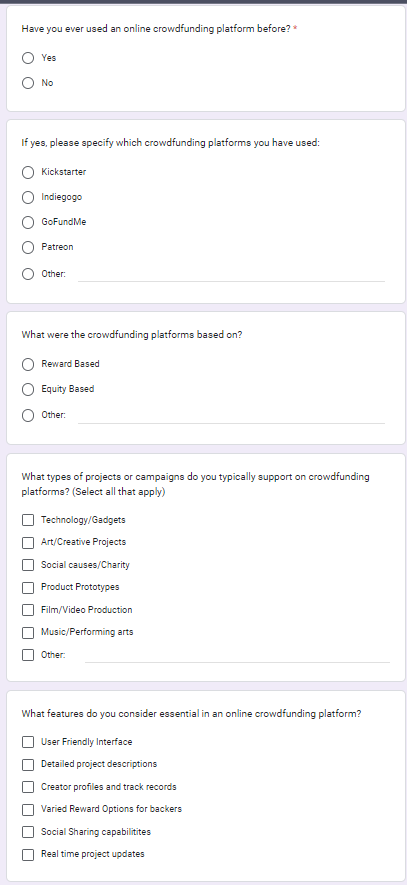 Have you ever used an online crowdfunding platform before? *
Yes
No
If yes, please specify which crowdfunding platforms you have used:
Kickstarter
Indiegogo
GoFundMe
Patreon
Other:
What were the crowdfunding platforms based on?
Reward Based
Equity Based
Other:
What types of projects or campaigns do you typically support on crowdfunding
platforms? (Select all that apply)
Technology/Gadgets
Art/Creative Projects
Social causes/Charity
Product Prototypes
Film/Video Production
Music/Performing arts
Other:
What features do you consider essential in an online crowdfunding platform?
User Friendly Interface
Detailed project descriptions
Creator profiles and track records
Varied Reward Options for backers
Social Sharing capabilitites
Real time project updates